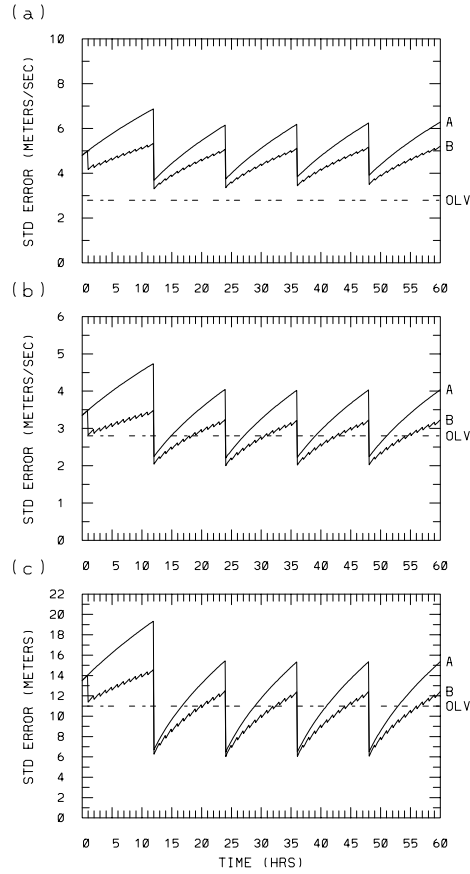 (a)
STD ERROR (METERS/SEC)
10
8
6
4
2
0
A
B
OLV
0 5 10 15 20 25 30 35 40 45 50 55 60
(b)
STD ERROR (METERS/SEC)
6
5
4
3
2
1
0
A
B
OLV
0 5 10 15 20 25 30 35 40 45 50 55 60
(c)
STD ERROR (METERS)
22
20
18
16
14
12
10
8
6
4
2
0
A
B
OLV
0 5 10 15 20 25 30 35 40 45 50 55 60
TIME (HRS)